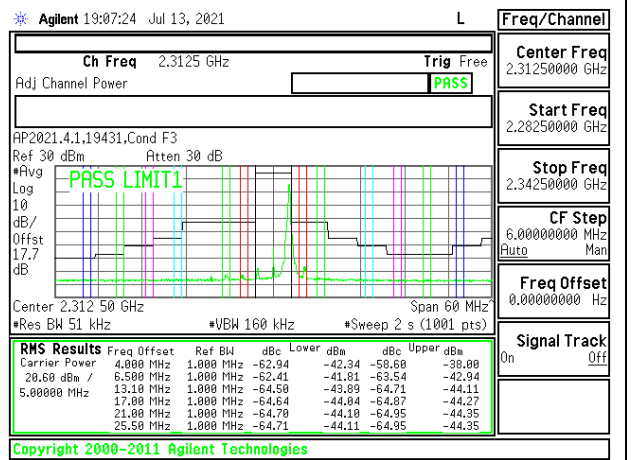 Agilent 19:07:24 Jul 13, 2021 L
Freq/Channel
Ch Freq 2.3125 GHz Trig Free
Adj Channel Power PASS
Center Freq
2.31250000 GHz
Start Freq
2.28250000 GHz
Stop Freq
2.34250000 GHz
CF Step
6.00000000 MHz
Auto Man
Freq Offset
0.00000000 Hz
Signal Track
On Off
AP2021.4.1,19431,Cond F3
Ref 30 dBm Atten 30 dB
#Avg
Log
10
dB/
Offst
17.7
dB
PASS LIMIT1
Center 2.312 50 GHz Span 60 MHz^
#Res BW 51 kHz #VBW 160 kHz #Sweep 2 s (1001 pts)
RMS Results Freq Offset Ref BW dBc Lower dBm dBc Upper dBm
Carrier Power 4.000 MHz 1.000 MHz -62.94 -42.34 -58.60 -38.00
20.60 dBm / 6.500 MHz 1.000 MHz -62.41 -41.81 -63.54 -42.94
5.00000 MHz 13.10 MHz 1.000 MHz -64.50 -43.89 -64.71 -44.11
17.00 MHz 1.000 MHz -64.64 -44.04 -64.87 -44.27
21.00 MHz 1.000 MHz -64.70 -44.10 -64.95 -44.35
25.50 MHz 1.000 MHz -64.71 -44.11 -64.95 -44.35
Copyright 2000-2011 Agilent Technologies